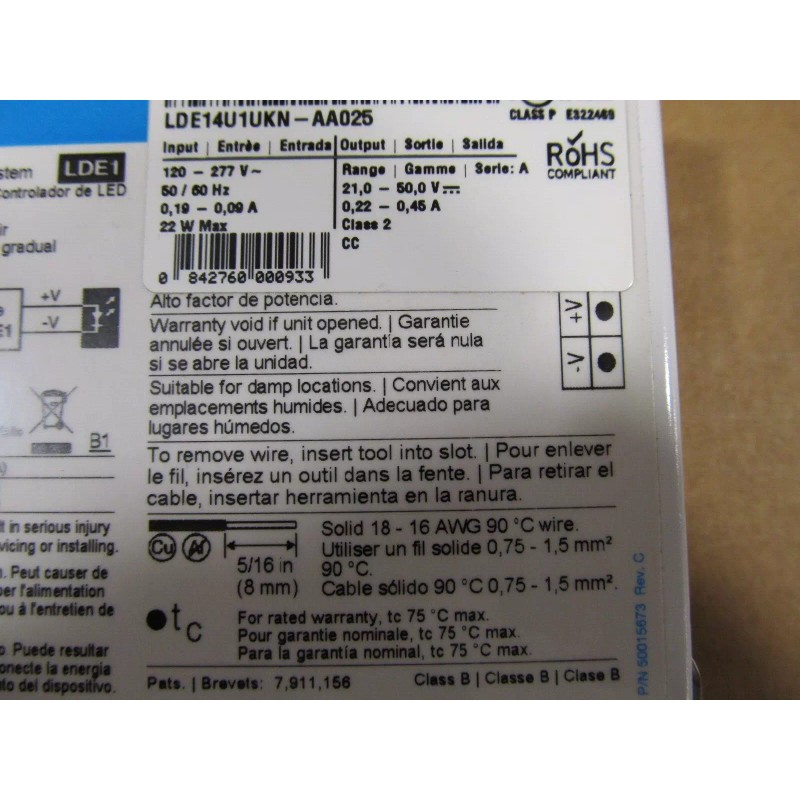 LDE14U1UKN-AA025
CLASS P E322469
Input | Entrée | Entrada
120 - 277 V~
50 / 60 Hz
0,19 - 0,09 A
22 W Max
Output | Sortie | Salida
Range | Gamme | Serie: A
21,0 - 50,0 V
0,22 - 0,45 A
Class 2
CC
RoHS
COMPLIANT
0 842760 000933
stem LDE1
Controlador de LED
ir
gradual
+V
-V
E1
B1
Alto factor de potencia.
Warranty void if unit opened. | Garantie
annulée si ouvert. | La garantía será nula
si se abre la unidad.
+V
-V
Suitable for damp locations. | Convient aux
emplacements humides. | Adecuado para
lugares húmedos.
To remove wire, insert tool into slot. | Pour enlever
le fil, insérez un outil dans la fente. | Para retirar el
cable, insertar herramienta en la ranura.
Cu Al
5/16 in
(8 mm)
Solid 18 - 16 AWG 90 °C wire.
Utiliser un fil solide 0,75 - 1,5 mm²
90 °C.
Cable sólido 90 °C 0,75 - 1,5 mm².
tc
For rated warranty, tc 75 °C max.
Pour garantie nominale, tc 75 °C max.
Para la garantía nominal, tc 75 °C max.
Pats. | Brevets: 7,911,156
Class B | Classe B | Clase B
lt in serious injury
vicing or installing.
. Peut causer de
per l'alimentation
ou à l'entretien de
o. Puede resultar
onecte la energía
to del dispositivo.
P/N 50015673 Rev. C